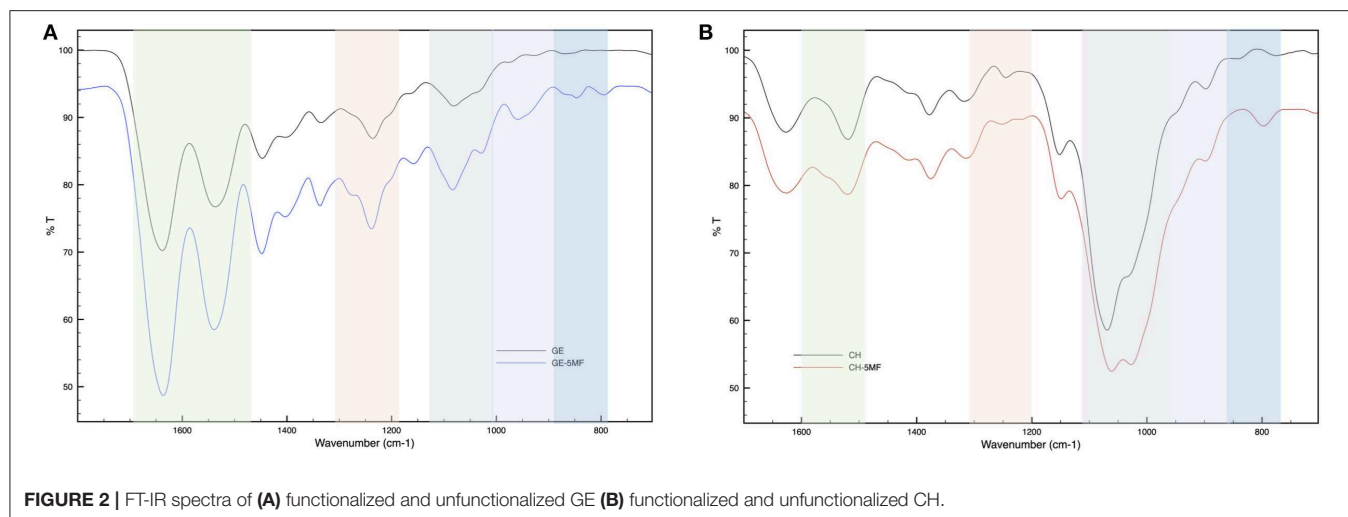 A
100
90
80
70
60
50
% T
1600
1400
1200
1000
800
Wavenumber (cm-1)
GE
GE-5MF
B
100
90
80
70
60
50
% T
1600
1400
1200
1000
800
Wavenumber (cm-1)
CH
CH-5MF
FIGURE 2 | FT-IR spectra of (A) functionalized and unfunctionalized GE (B) functionalized and unfunctionalized CH.